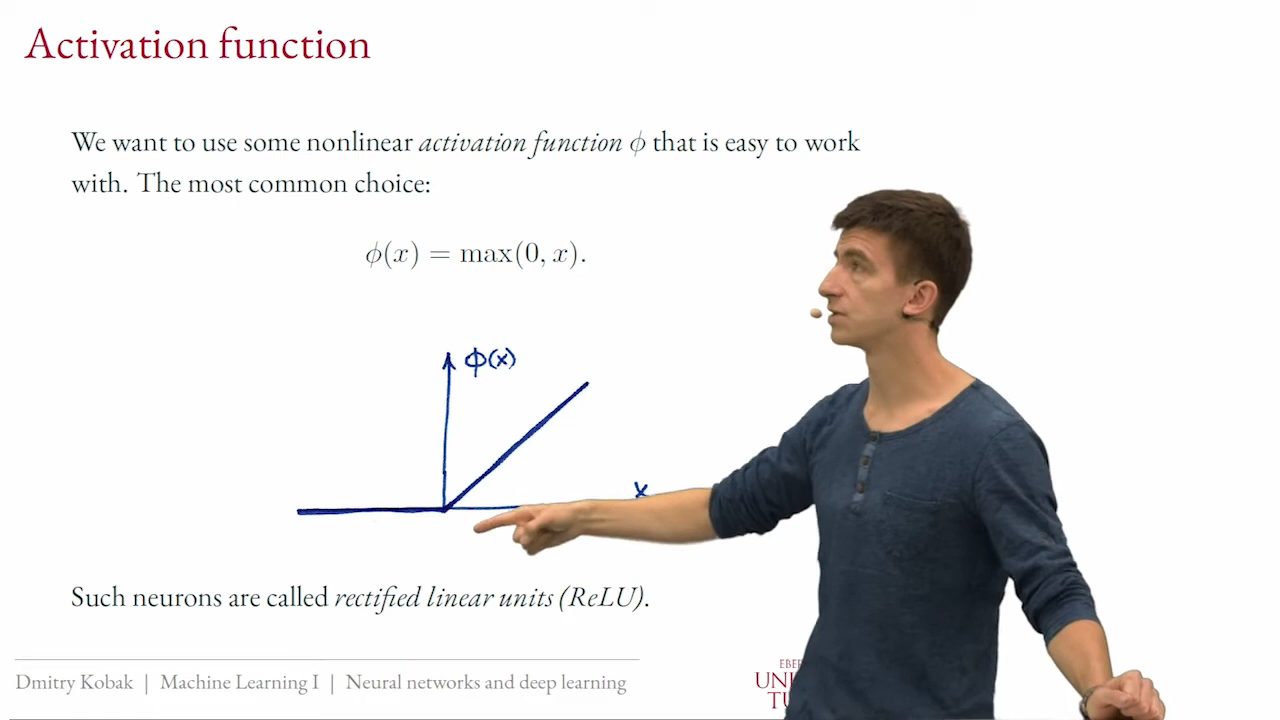 Activation function
We want to use some nonlinear activation function ϕ that is easy to work
with. The most common choice:
ϕ(x) = max(0, x).
ϕ(x)
x
Such neurons are called rectified linear units (ReLU).
Dmitry Kobak | Machine Learning I | Neural networks and deep learning